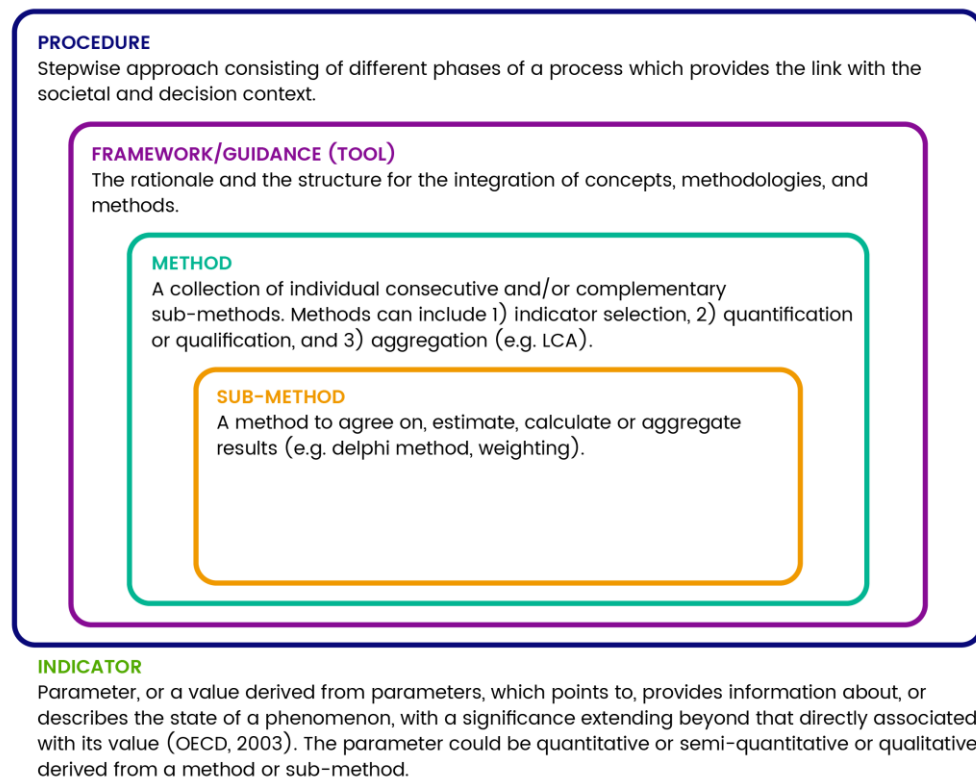 PROCEDURE
Stepwise approach consisting of different phases of a process which provides the link with the
societal and decision context.
FRAMEWORK/GUIDANCE (TOOL)
The rationale and the structure for the integration of concepts, methodologies, and
methods.
METHOD
A collection of individual consecutive and/or complementary
sub-methods. Methods can include 1) indicator selection, 2) quantification
or qualification, and 3) aggregation (e.g. LCA).
SUB-METHOD
A method to agree on, estimate, calculate or aggregate
results (e.g. delphi method, weighting).
INDICATOR
Parameter, or a value derived from parameters, which points to, provides information about, or
describes the state of a phenomenon, with a significance extending beyond that directly associated
with its value (OECD, 2003). The parameter could be quantitative or semi-quantitative or qualitative
derived from a method or sub-method.